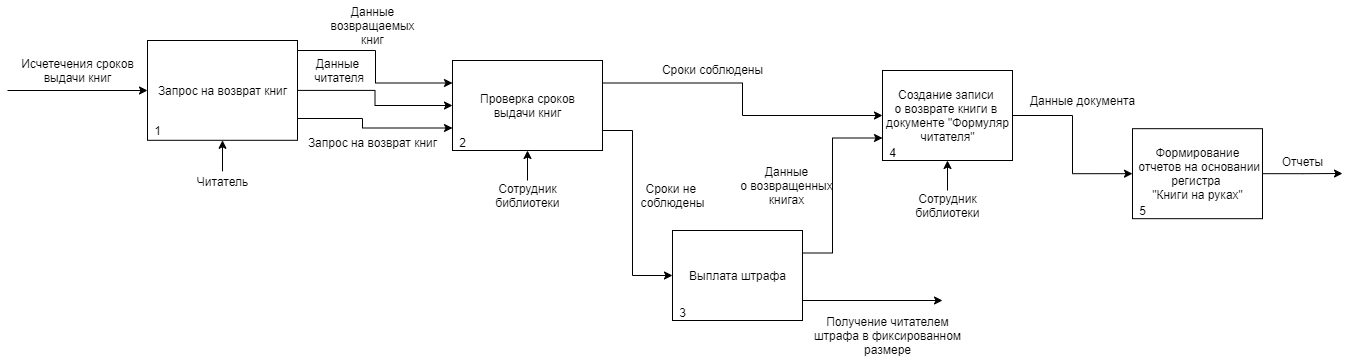 Исчетечения сроков
выдачи книг
Запрос на возврат книг
1
Читатель
Данные
возвращаемых
книг
Данные
читателя
Запрос на возврат книг
Проверка сроков
выдачи книг
2
Сотрудник
библиотеки
Сроки соблюдены
Сроки не
соблюдены
Выплата штрафа
3
Данные
о возвращенных
книгах
Получение читателем
штрафа в фиксированном
размере
Создание записи
о возврате книги в
документе "Формуляр
читателя"
4
Сотрудник
библиотеки
Данные документа
Формирование
отчетов на основании
регистра
"Книги на руках"
5
Отчеты